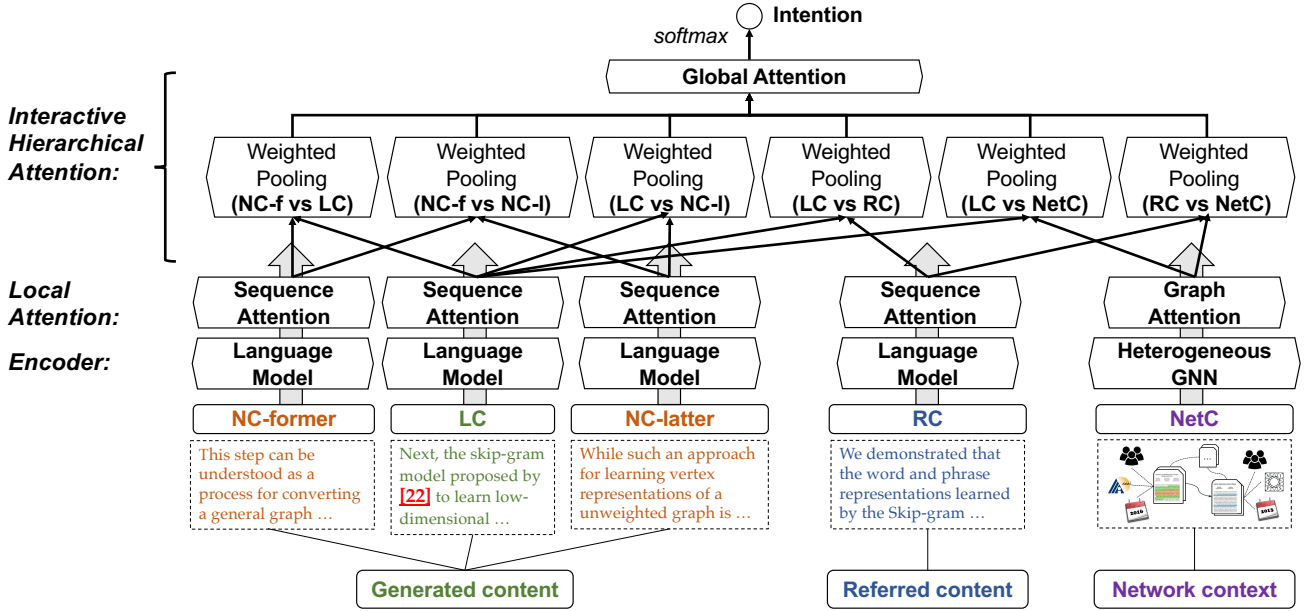 Intention
softmax
Global Attention
Interactive
Hierarchical
Attention:
Weighted
Pooling
(NC-f vs LC)
Weighted
Pooling
(NC-f vs NC-l)
Weighted
Pooling
(LC vs NC-l)
Weighted
Pooling
(LC vs RC)
Weighted
Pooling
(LC vs NetC)
Weighted
Pooling
(RC vs NetC)
Local
Attention:
Sequence
Attention
Sequence
Attention
Sequence
Attention
Sequence
Attention
Graph
Attention
Encoder:
Language
Model
Language
Model
Language
Model
Language
Model
Heterogeneous
GNN
NC-former
LC
NC-latter
RC
NetC
This step can be
understood as a
process for converting
a general graph …
Next, the skip-gram
model proposed by
[22] to learn low-
dimensional …
While such an approach
for learning vertex
representations of a
unweighted graph is …
We demonstrated that
the word and phrase
representations learned
by the Skip-gram …
...
2016
2013
Generated content
Referred content
Network context